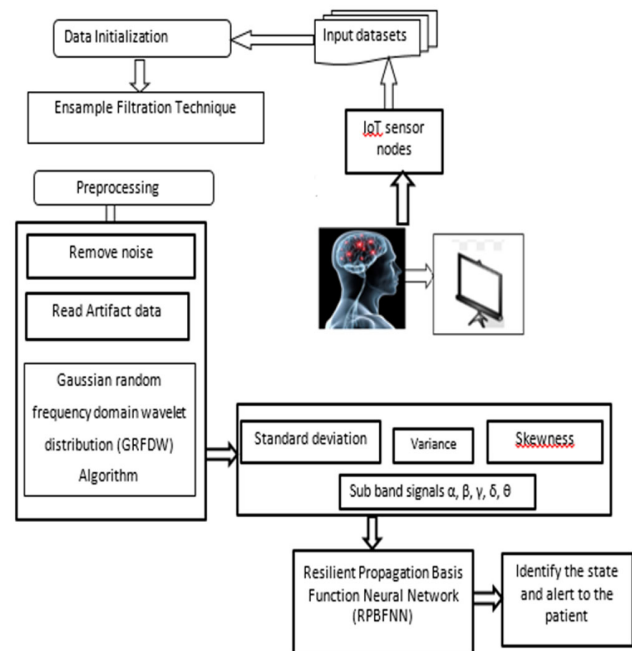 Data Initialization
Input datasets
Ensample Filtration Technique
IoT sensor
nodes
Preprocessing
Remove noise
Read Artifact data
Gaussian random
frequency domain wavelet
distribution (GRFDW)
Algorithm
Standard deviation
Variance
Skewness
Sub band signals α, β, γ, δ, θ
Resilient Propagation Basis
Function Neural Network
(RPBFNN)
Identify the state
and alert to the
patient